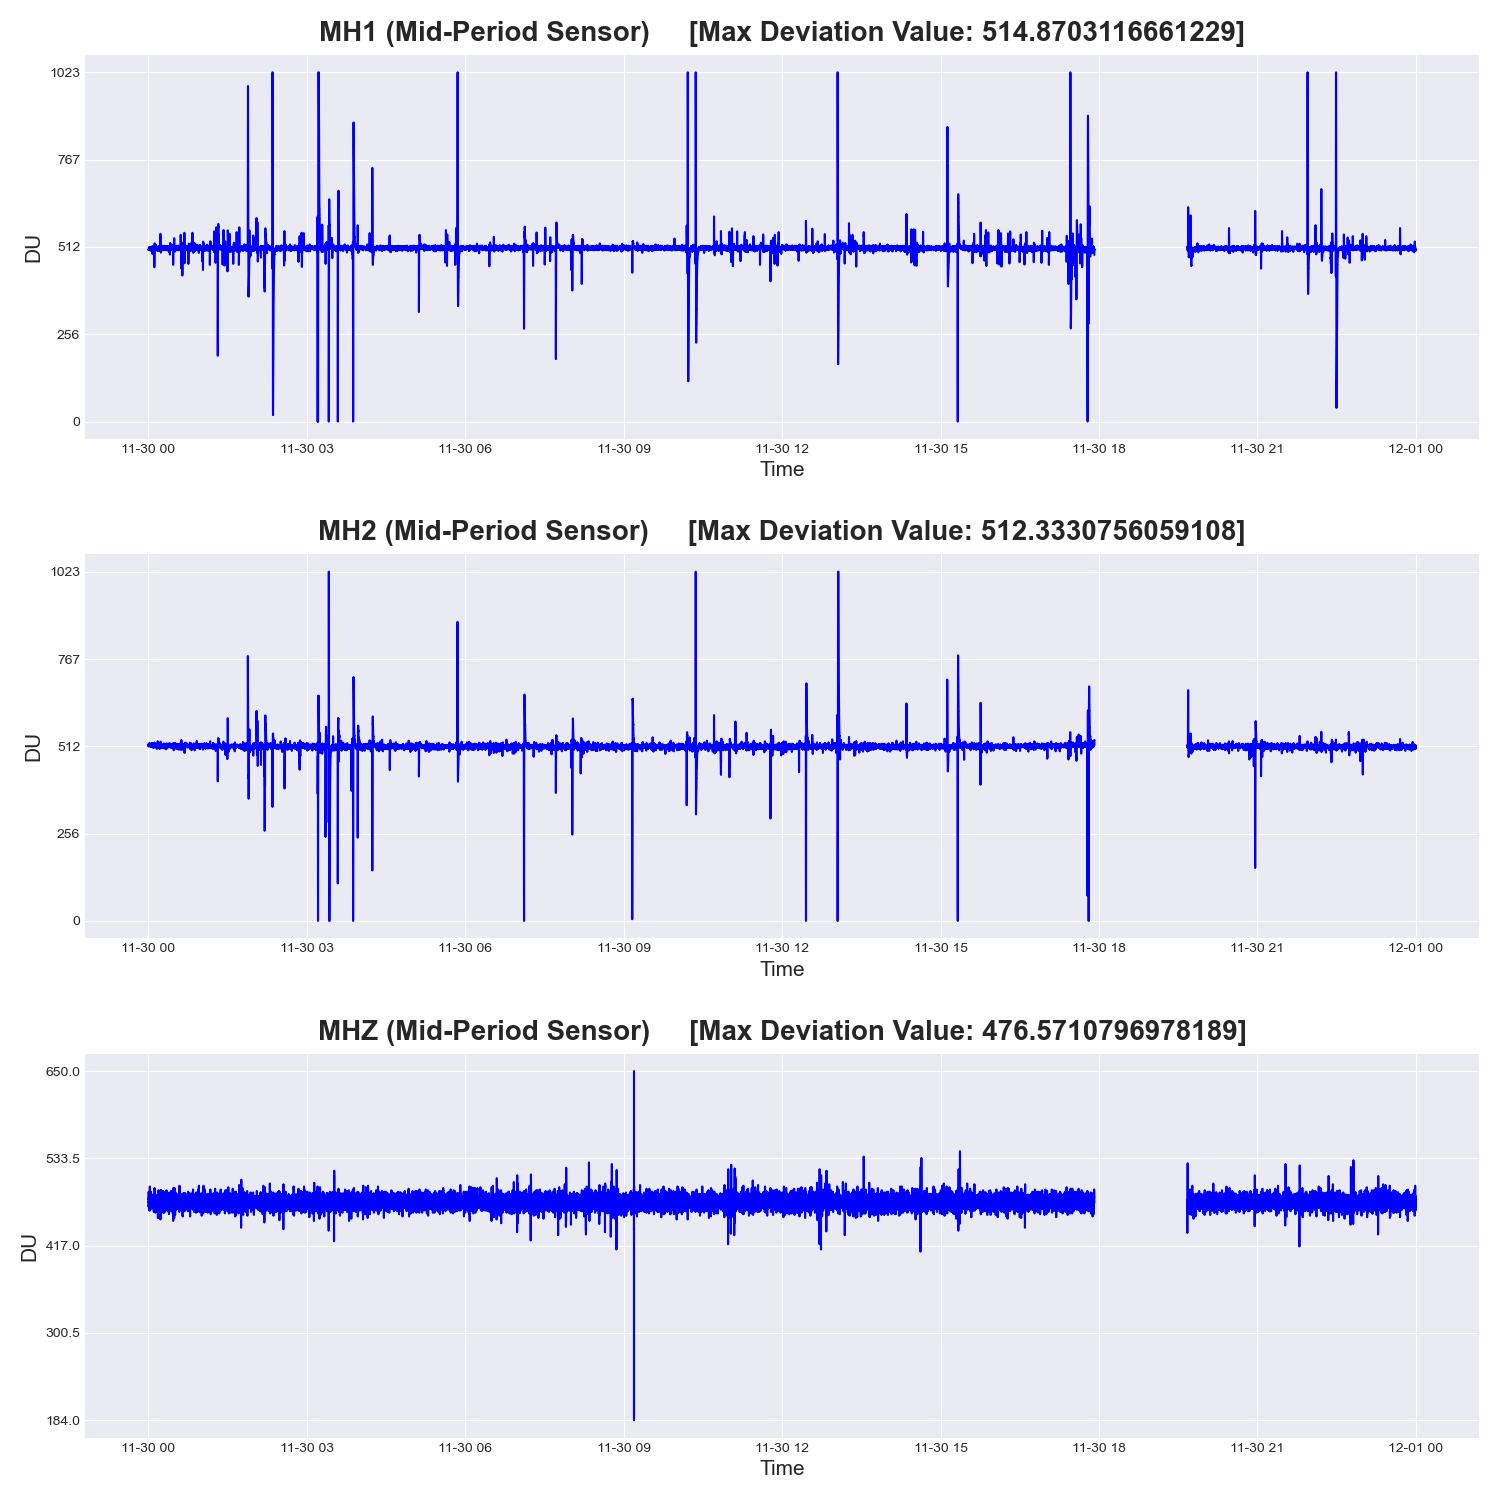 MH1 (Mid-Period Sensor) [Max Deviation Value: 514.8703116661229]
1023
767
512
256
0
DU
11-30 00 11-30 03 11-30 06 11-30 09 11-30 12 11-30 15 11-30 18 11-30 21 12-01 00
Time
MH2 (Mid-Period Sensor) [Max Deviation Value: 512.3330756059108]
1023
767
512
256
0
DU
11-30 00 11-30 03 11-30 06 11-30 09 11-30 12 11-30 15 11-30 18 11-30 21 12-01 00
Time
MHZ (Mid-Period Sensor) [Max Deviation Value: 476.5710796978189]
650.0
533.5
417.0
300.5
184.0
DU
11-30 00 11-30 03 11-30 06 11-30 09 11-30 12 11-30 15 11-30 18 11-30 21 12-01 00
Time